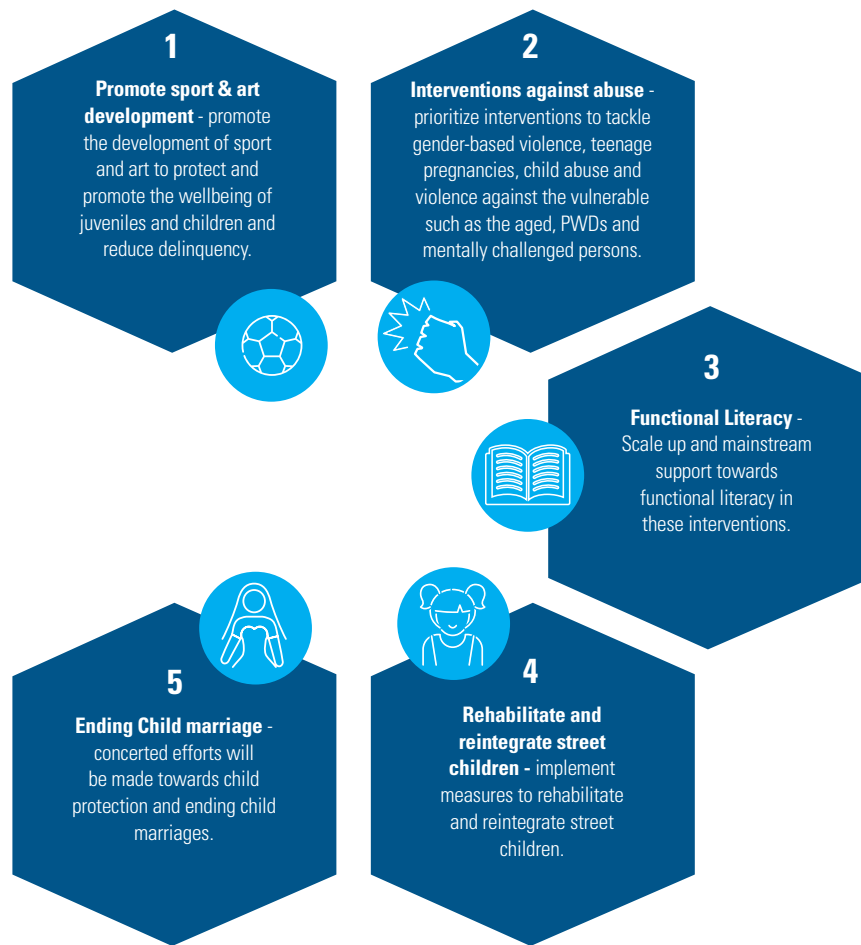 1
Promote sport & art
development - promote
the development of sport
and art to protect and
promote the wellbeing of
juveniles and children and
reduce delinquency.
2
Interventions against abuse -
prioritize interventions to tackle
gender-based violence, teenage
pregnancies, child abuse and
violence against the vulnerable
such as the aged, PWDs and
mentally challenged persons.
3
Functional Literacy -
Scale up and mainstream
support towards
functional literacy in
these interventions.
4
Rehabilitate and
reintegrate street
children - implement
measures to rehabilitate
and reintegrate street
children.
5
Ending Child marriage -
concerted efforts will
be made towards child
protection and ending child
marriages.